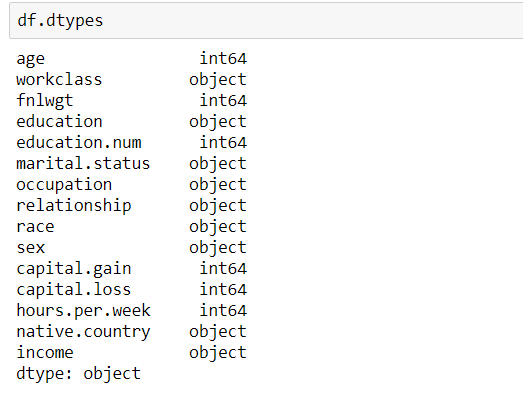 df.dtypes
age int64
workclass object
fnlwgt int64
education object
education.num int64
marital.status object
occupation object
relationship object
race object
sex object
capital.gain int64
capital.loss int64
hours.per.week int64
native.country object
income object
dtype: object